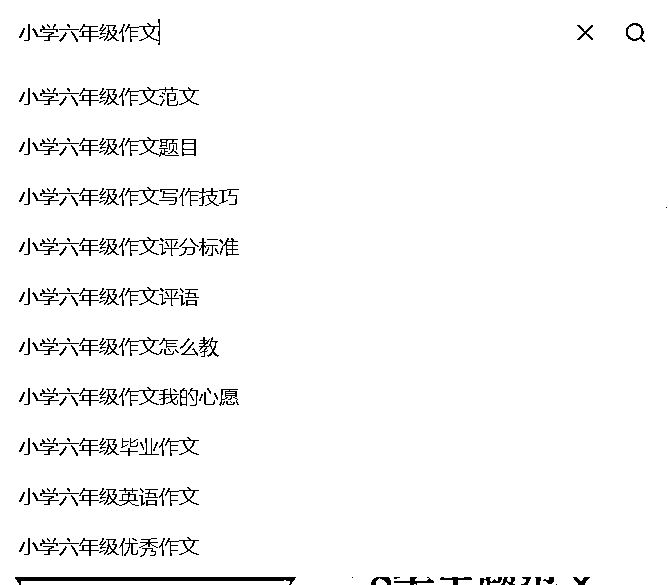 小学六年级作文
小学六年级作文范文
小学六年级作文题目
小学六年级作文写作技巧
小学六年级作文评分标准
小学六年级作文评语
小学六年级作文怎么教
小学六年级作文我的心愿
小学六年级毕业作文
小学六年级英语作文
小学六年级优秀作文